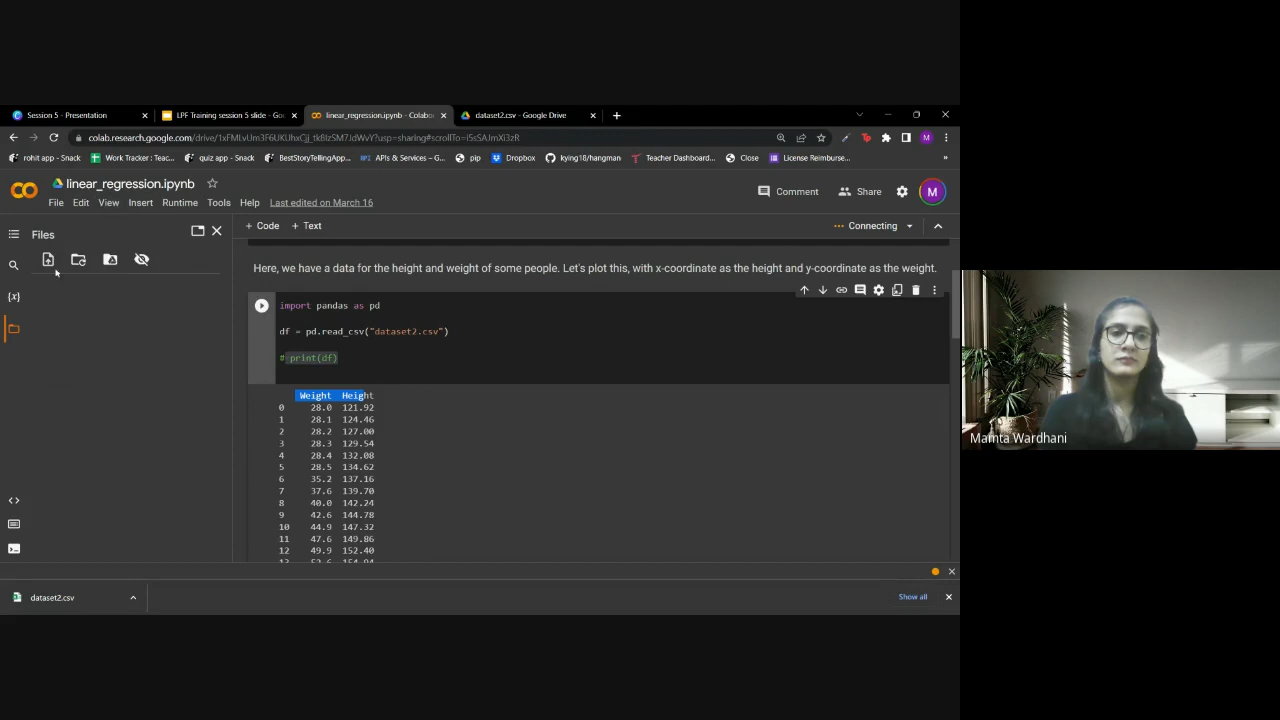 Session 5 - Presentation
LPF Training session 5 slide - Go
linear_regression.ipynb - Colabo
dataset2.csv - Google Drive
rohit app - Snack
Work Tracker : Teac...
quiz app - Snack
BestStoryTellingApp...
APIs & Services – G...
pip
Dropbox
kying18/hangman
Teacher Dashboard...
Close
License Reimburse...
linear_regression.ipynb
File Edit View Insert Runtime Tools Help Last edited on March 16
Comment
Share
M
Files
+ Code + Text
Connecting
Here, we have a data for the height and weight of some people. Let's plot this, with x-coordinate as the height and y-coordinate as the weight.
import pandas as pd
df = pd.read_csv("dataset2.csv")
# print(df)
Weight Height
0 28.0 121.92
1 28.1 124.46
2 28.2 127.00
3 28.3 129.54
4 28.4 132.08
5 28.5 134.62
6 35.2 137.16
7 37.6 139.70
8 40.0 142.24
9 42.6 144.78
10 44.9 147.32
11 47.6 149.86
12 49.9 152.40
Mamta Wardhani
dataset2.csv
Show all